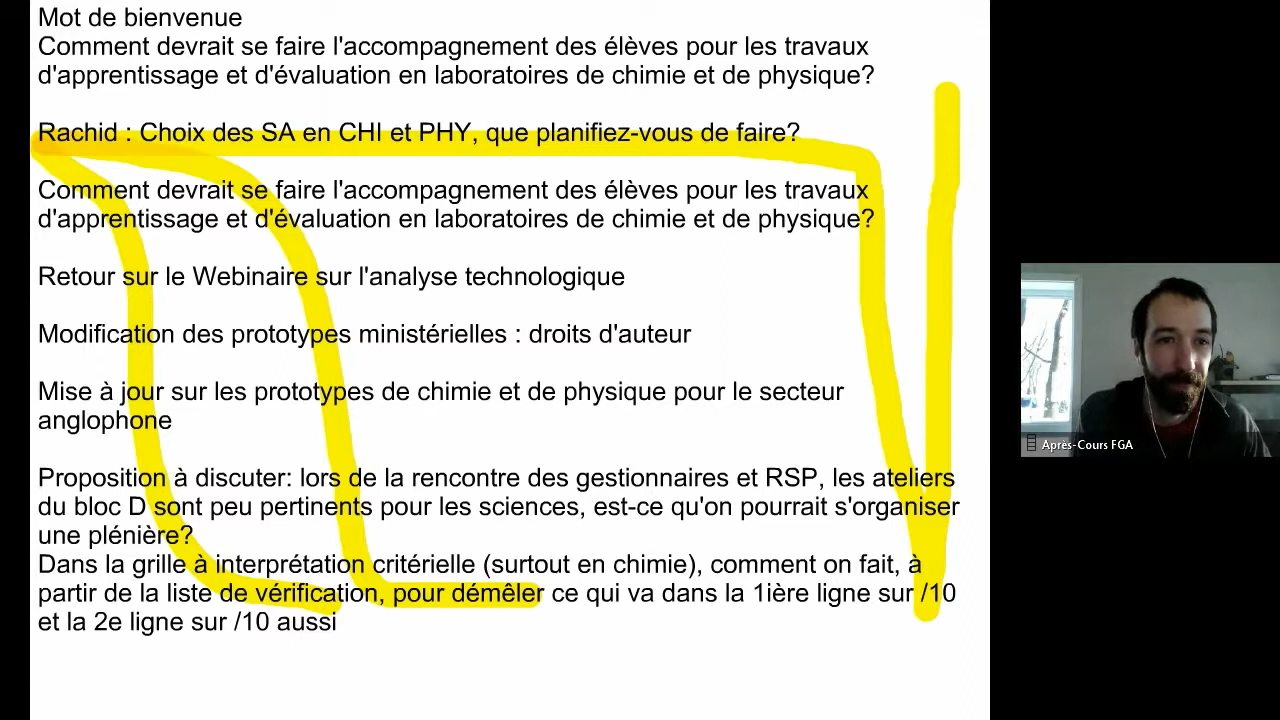 Mot de bienvenue
Comment devrait se faire l'accompagnement des élèves pour les travaux
d'apprentissage et d'évaluation en laboratoires de chimie et de physique?
Rachid : Choix des SA en CHI et PHY, que planifiez-vous de faire?
Comment devrait se faire l'accompagnement des élèves pour les travaux
d'apprentissage et d'évaluation en laboratoires de chimie et de physique?
Retour sur le Webinaire sur l'analyse technologique
Modification des prototypes ministérielles : droits d'auteur
Mise à jour sur les prototypes de chimie et de physique pour le secteur
anglophone
Proposition à discuter: lors de la rencontre des gestionnaires et RSP, les ateliers
du bloc D sont peu pertinents pour les sciences, est-ce qu'on pourrait s'organiser
une plénière?
Dans la grille à interprétation critérielle (surtout en chimie), comment on fait, à
partir de la liste de vérification, pour démêler ce qui va dans la 1ière ligne sur /10
et la 2e ligne sur /10 aussi
Après-Cours FGA